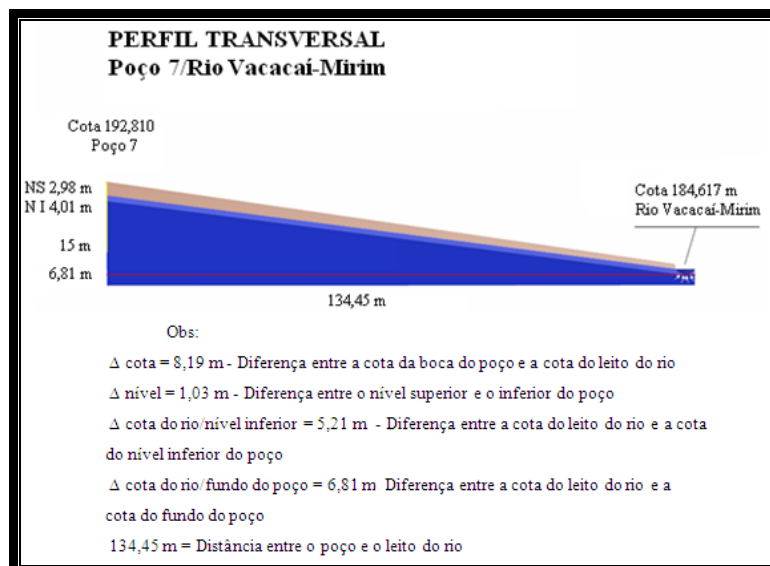 PERFIL TRANSVERSAL
Poço 7/Rio Vacacaí-Mirim
Cota 192,810
Poço 7
NS 2,98 m
N I 4,01 m
15 m
6,81 m
Cota 184,617 m
Rio Vacacaí-Mirim
134,45 m
Obs:
Δ cota = 8,19 m - Diferença entre a cota da boca do poço e a cota do leito do rio
Δ nível = 1,03 m - Diferença entre o nível superior e o inferior do poço
Δ cota do rio/nível inferior = 5,21 m - Diferença entre a cota do leito do rio e a cota
do nível inferior do poço
Δ cota do rio/fundo do poço = 6,81 m Diferença entre a cota do leito do rio e a
cota do fundo do poço
134,45 m = Distância entre o poço e o leito do rio